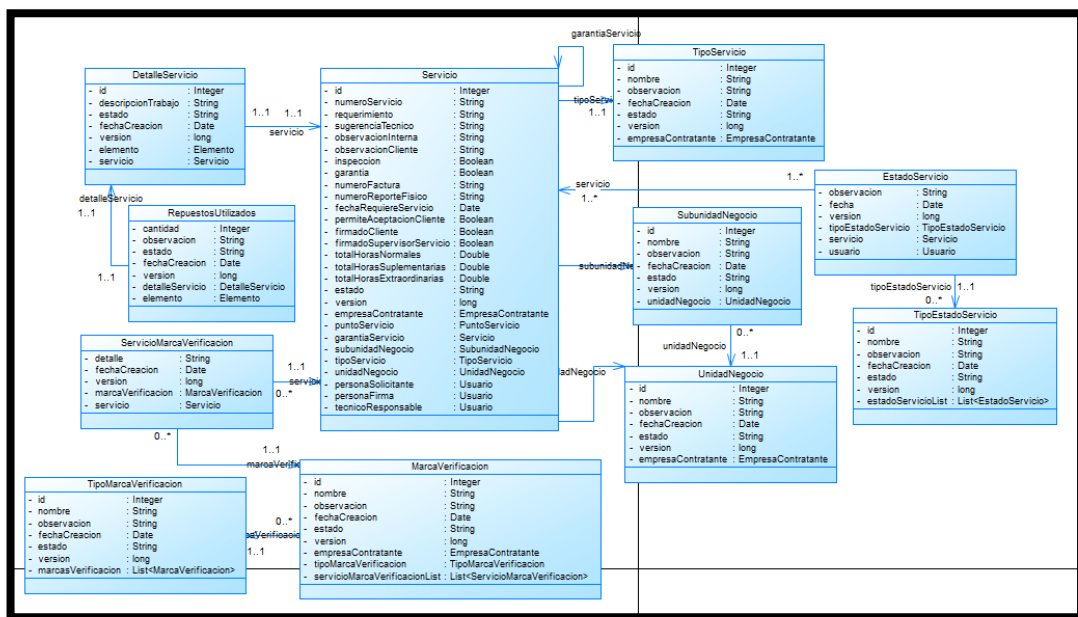 garantiaServicio
DetalleServicio
- id : Integer
- descripcionTrabajo : String
- estado : String
- fechaCreacion : Date
- version : long
- elemento : Elemento
- servicio : Servicio
1..1 1..1
servicio
Servicio
- id : Integer
- numeroServicio : String
- requerimiento : String
- sugerenciaTecnico : String
- observacionInterna : String
- observacionCliente : String
- inspeccion : Boolean
- garantia : Boolean
- numeroFactura : String
- numeroReporteFisico : String
- fechaRequiereServicio : Date
- permiteAceptacionCliente : Boolean
- firmadoCliente : Boolean
- firmadoSupervisorServicio : Boolean
- totalHorasNormales : Double
- totalHorasSuplementarias : Double
- totalHorasExtraordinarias : Double
- estado : String
- version : long
- empresaContratante : EmpresaContratante
- puntoServicio : PuntoServicio
- garantiaServicio : Servicio
- subunidadNegocio : SubunidadNegocio
- tipoServicio : TipoServicio
- unidadNegocio : UnidadNegocio
- personaSolicitante : Usuario
- personaFirma : Usuario
- tecnicoResponsable : Usuario
tipoServi
1..1
TipoServicio
- id : Integer
- nombre : String
- observacion : String
- fechaCreacion : Date
- estado : String
- version : long
- empresaContratante : EmpresaContratante
servicio
1..*
1..*
EstadoServicio
- observacion : String
- fecha : Date
- version : long
- tipoEstadoServicio : TipoEstadoServicio
- servicio : Servicio
- usuario : Usuario
detalleServicio
1..1
1..1
RepuestosUtilizados
- cantidad : Integer
- observacion : String
- estado : String
- fechaCreacion : Date
- version : long
- detalleServicio : DetalleServicio
- elemento : Elemento
subunidadNe
SubunidadNegocio
- id : Integer
- nombre : String
- observacion : String
- fechaCreacion : Date
- estado : String
- version : long
- unidadNegocio : UnidadNegocio
tipoEstadoServicio 1..1
0..*
TipoEstadoServicio
- id : Integer
- nombre : String
- observacion : String
- fechaCreacion : Date
- estado : String
- version : long
- estadoServicioList : List<EstadoServicio>
0..*
unidadNegocio
1..1
ServicioMarcaVerificacion
- detalle : String
- fechaCreacion : Date
- version : long
- marcaVerificacion : MarcaVerificacion
- servicio : Servicio
1..1
servicio
0..*
dadNegocio
UnidadNegocio
- id : Integer
- nombre : String
- observacion : String
- fechaCreacion : Date
- estado : String
- version : long
- empresaContratante : EmpresaContratante
0..*
1..1
marcaVerific
TipoMarcaVerificacion
- id : Integer
- nombre : String
- observacion : String
- fechaCreacion : Date
- estado : String
- version : long
- marcasVerificacion : List<MarcaVerificacion>
0..*
caVerificacio
1..1
MarcaVerificacion
- id : Integer
- nombre : String
- observacion : String
- fechaCreacion : Date
- estado : String
- version : long
- empresaContratante : EmpresaContratante
- tipoMarcaVerificacion : TipoMarcaVerificacion
- servicioMarcaVerificacionList : List<ServicioMarcaVerificacion>